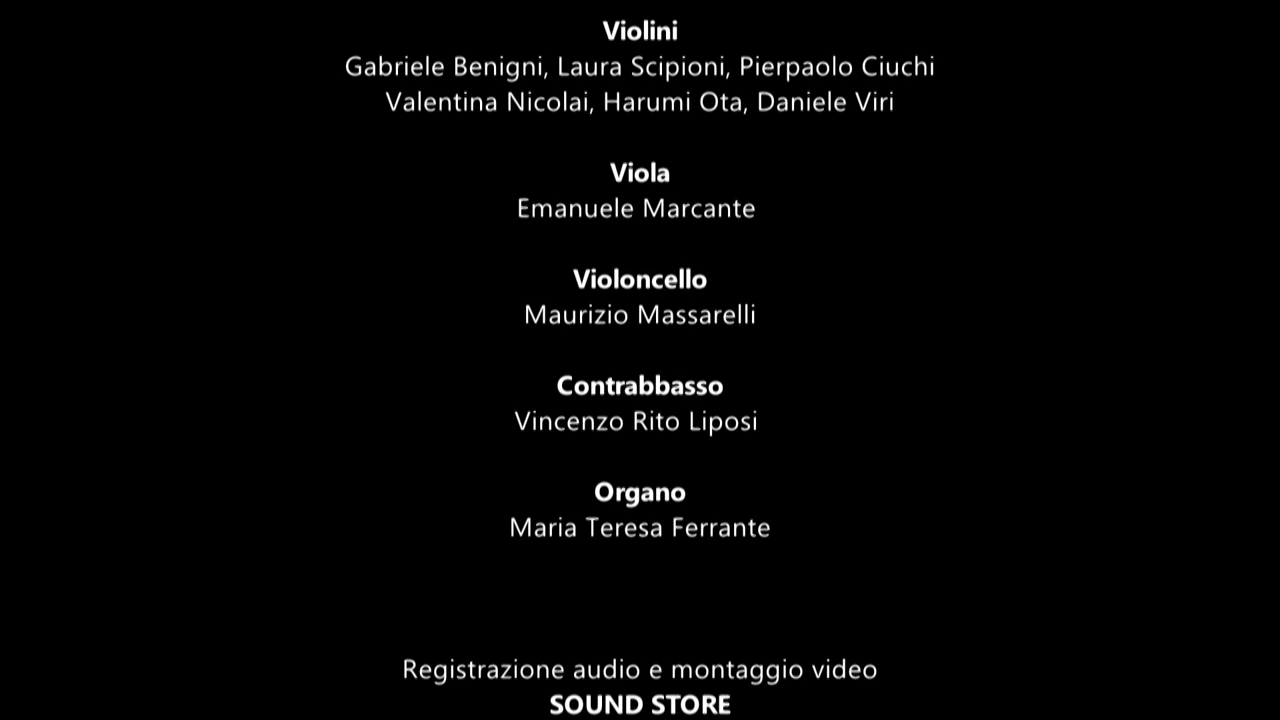 Violini
Gabriele Benigni, Laura Scipioni, Pierpaolo Ciuchi
Valentina Nicolai, Harumi Ota, Daniele Viri
Viola
Emanuele Marcante
Violoncello
Maurizio Massarelli
Contrabbasso
Vincenzo Rito Liposi
Organo
Maria Teresa Ferrante
Registrazione audio e montaggio video
SOUND STORE